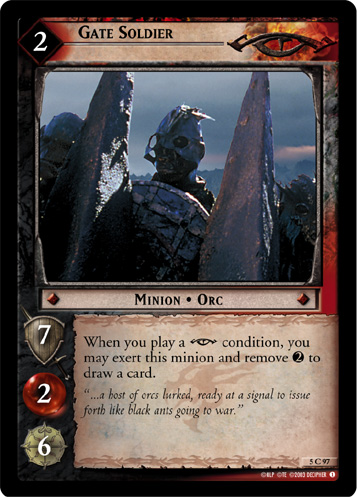 2 GATE SOLDIER
MINION • ORC
7
When you play a condition, you
may exert this minion and remove 2 to
draw a card.
2
“...a host of orcs lurked, ready at a signal to issue
forth like black ants going to war.”
6
5 C 97
©NLP ©TE ©2003 DECIPHER